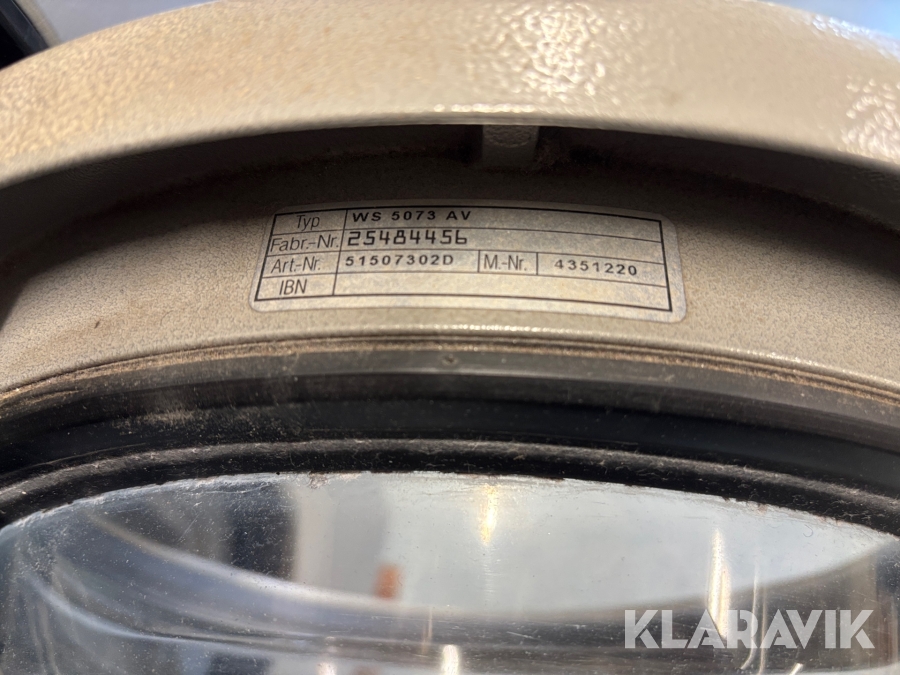 Typ WS 5073 AV
Fabr.-Nr. 25484456
Art.-Nr. 51507302D M.-Nr. 4351220
IBN
KLARAVIK